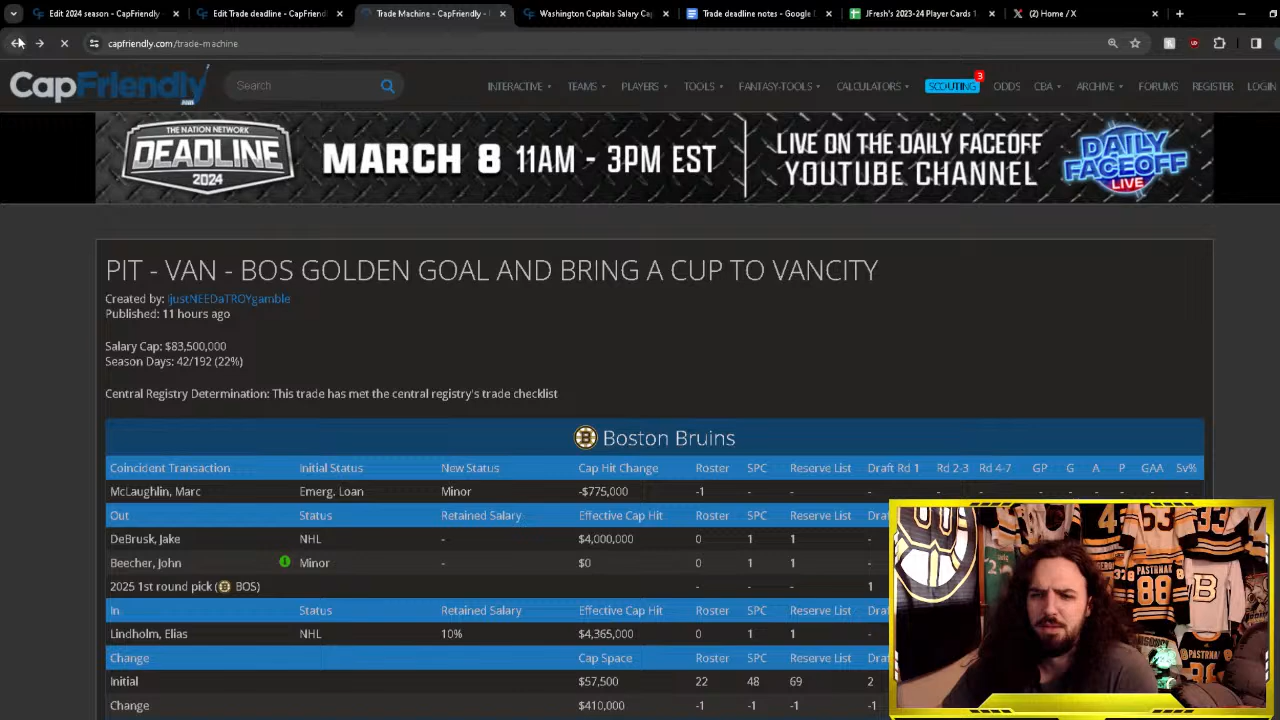 Edit 2024 season - CapFriendly
Edit Trade deadline - CapFriend
Trade Machine - CapFriendly -
Washington Capitals Salary Ca
Trade deadline notes - Google D
JFresh's 2023-24 Player Cards 1
(2) Home / X
capfriendly.com/trade-machine
CapFriendly
.com
Search
INTERACTIVE
TEAMS
PLAYERS
TOOLS
FANTASY-TOOLS
CALCULATORS
SCOUTING
3
ODDS
CBA
ARCHIVE
FORUMS
REGISTER
LOGIN
THE NATION NETWORK
DEADLINE
2024
MARCH 8 11AM - 3PM EST
LIVE ON THE DAILY FACEOFF
YOUTUBE CHANNEL
DAILY
FACEOFF
LIVE
PIT - VAN - BOS GOLDEN GOAL AND BRING A CUP TO VANCITY
Created by: IjustNEEDaTROYgamble
Published: 11 hours ago
Salary Cap: $83,500,000
Season Days: 42/192 (22%)
Central Registry Determination: This trade has met the central registry's trade checklist
Boston Bruins
Coincident Transaction Initial Status New Status Cap Hit Change Roster SPC Reserve List Draft Rd 1 Rd 2-3 Rd 4-7 GP G A P GAA Sv%
McLaughlin, Marc Emerg. Loan Minor -$775,000 -1 - - - - - - - - - - -
Out Status Retained Salary Effective Cap Hit Roster SPC Reserve List Dra
DeBrusk, Jake NHL - $4,000,000 0 1 1 -
Beecher, John Minor - $0 0 1 1 -
2025 1st round pick ( BOS) - - - 1
In Status Retained Salary Effective Cap Hit Roster SPC Reserve List Dra
Lindholm, Elias NHL 10% $4,365,000 0 1 1 -
Change Cap Space Roster SPC Reserve List Dra
Initial $57,500 22 48 69 2
Change $410,000 -1 -1 -1 -
PASTRNAK
88
PASTRNAK
33